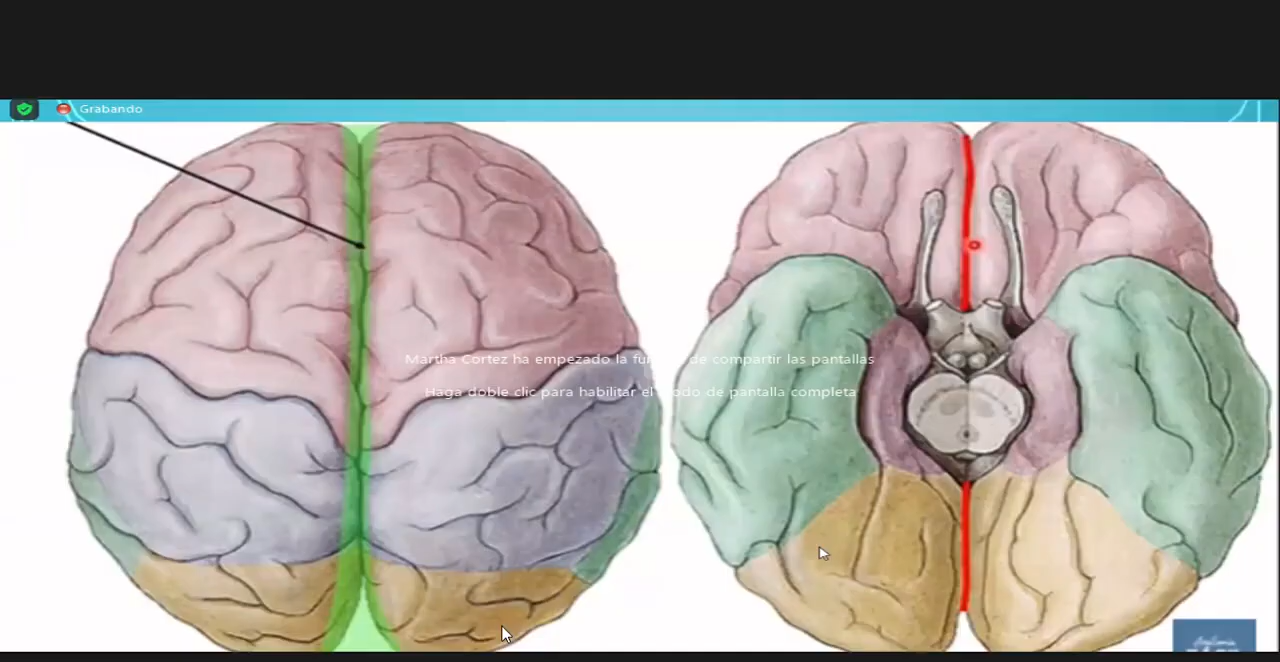 Grabando
Martha Cortez ha empezado la fun de compartir las pantallas
Haga doble clic para habilitar el odo de pantalla completa